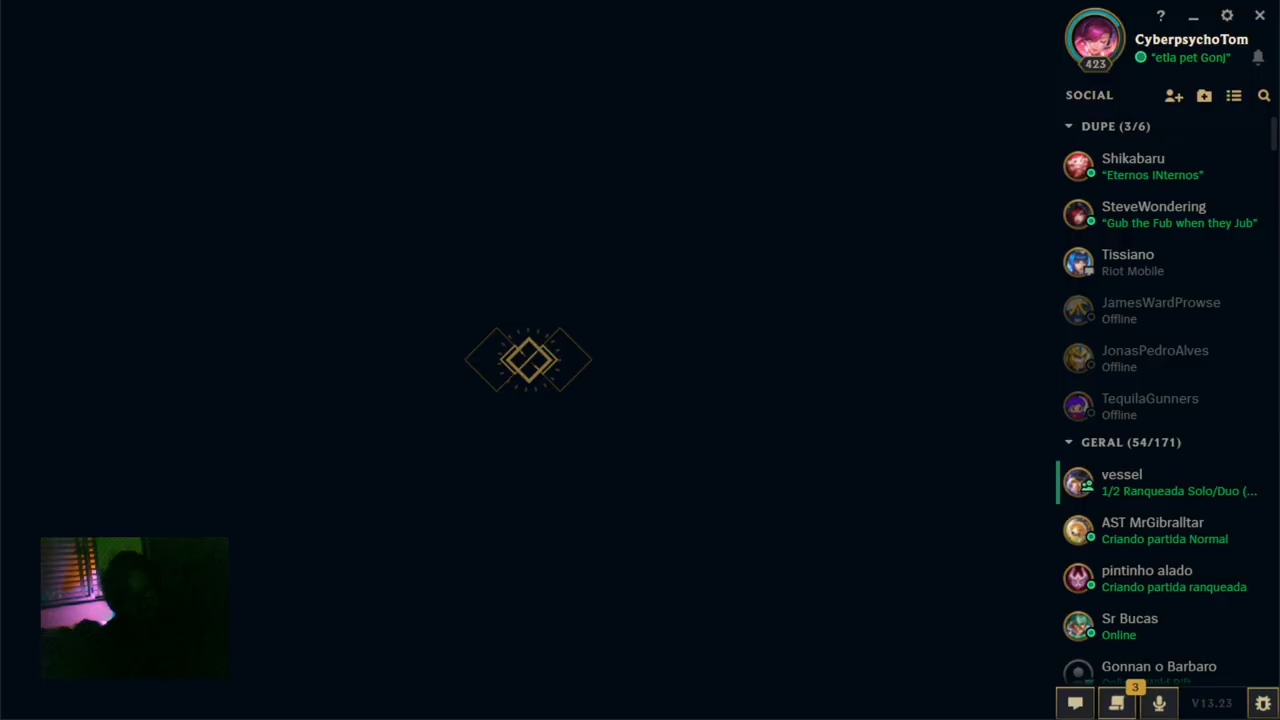 ?
CyberpsychoTom
"etla pet Gonj"
423
SOCIAL
DUPE (3/6)
Shikabaru
"Eternos INternos"
SteveWondering
"Gub the Fub when they Jub"
Tissiano
Riot Mobile
JamesWardProwse
Offline
JonasPedroAlves
Offline
TequilaGunners
Offline
GERAL (54/171)
vessel
1/2 Ranqueada Solo/Duo (...
AST MrGibralltar
Criando partida Normal
pintinho alado
Criando partida ranqueada
Sr Bucas
Online
Gonnan o Barbaro
3
V13.23